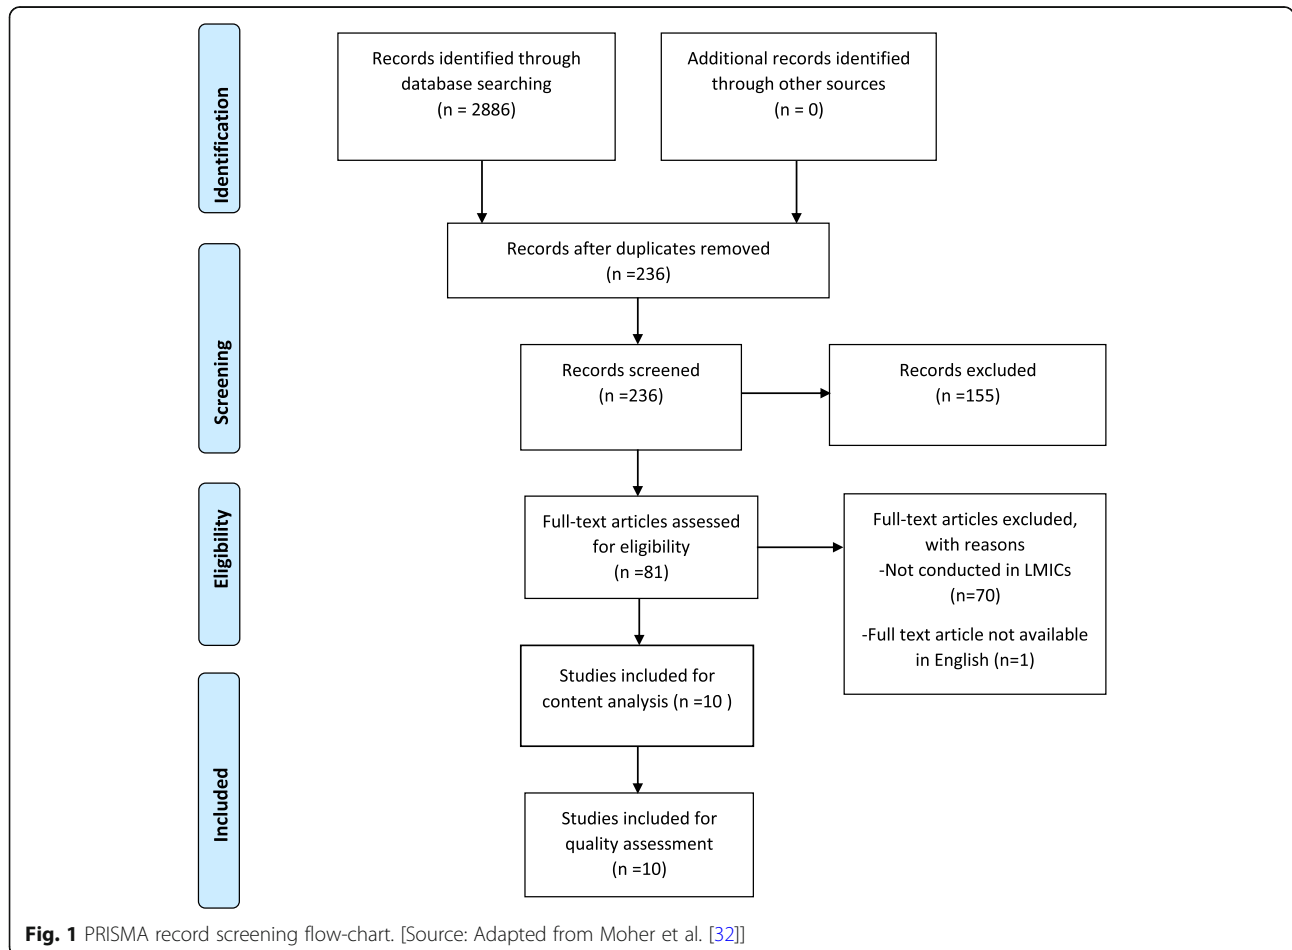 Identification
Records identified through
database searching
(n = 2886)
Additional records identified
through other sources
(n = 0)
Records after duplicates removed
(n =236)
Screening
Records screened
(n =236)
Records excluded
(n =155)
Eligibility
Full-text articles assessed
for eligibility
(n =81)
Full-text articles excluded,
with reasons
-Not conducted in LMICs
(n=70)
-Full text article not available
in English (n=1)
Included
Studies included for
content analysis (n =10 )
Studies included for
quality assessment
(n =10)
Fig. 1 PRISMA record screening flow-chart. [Source: Adapted from Moher et al. [32]]